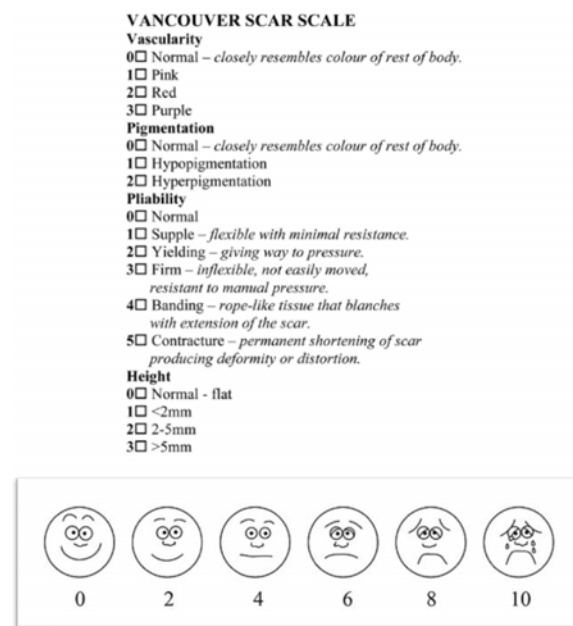 VANCOUVER SCAR SCALE
Vascularity
0☐ Normal – closely resembles colour of rest of body.
1☐ Pink
2☐ Red
3☐ Purple
Pigmentation
0☐ Normal – closely resembles colour of rest of body.
1☐ Hypopigmentation
2☐ Hyperpigmentation
Pliability
0☐ Normal
1☐ Supple – flexible with minimal resistance.
2☐ Yielding – giving way to pressure.
3☐ Firm – inflexible, not easily moved,
resistant to manual pressure.
4☐ Banding – rope-like tissue that blanches
with extension of the scar.
5☐ Contracture – permanent shortening of scar
producing deformity or distortion.
Height
0☐ Normal - flat
1☐ <2mm
2☐ 2-5mm
3☐ >5mm
0 2 4 6 8 10